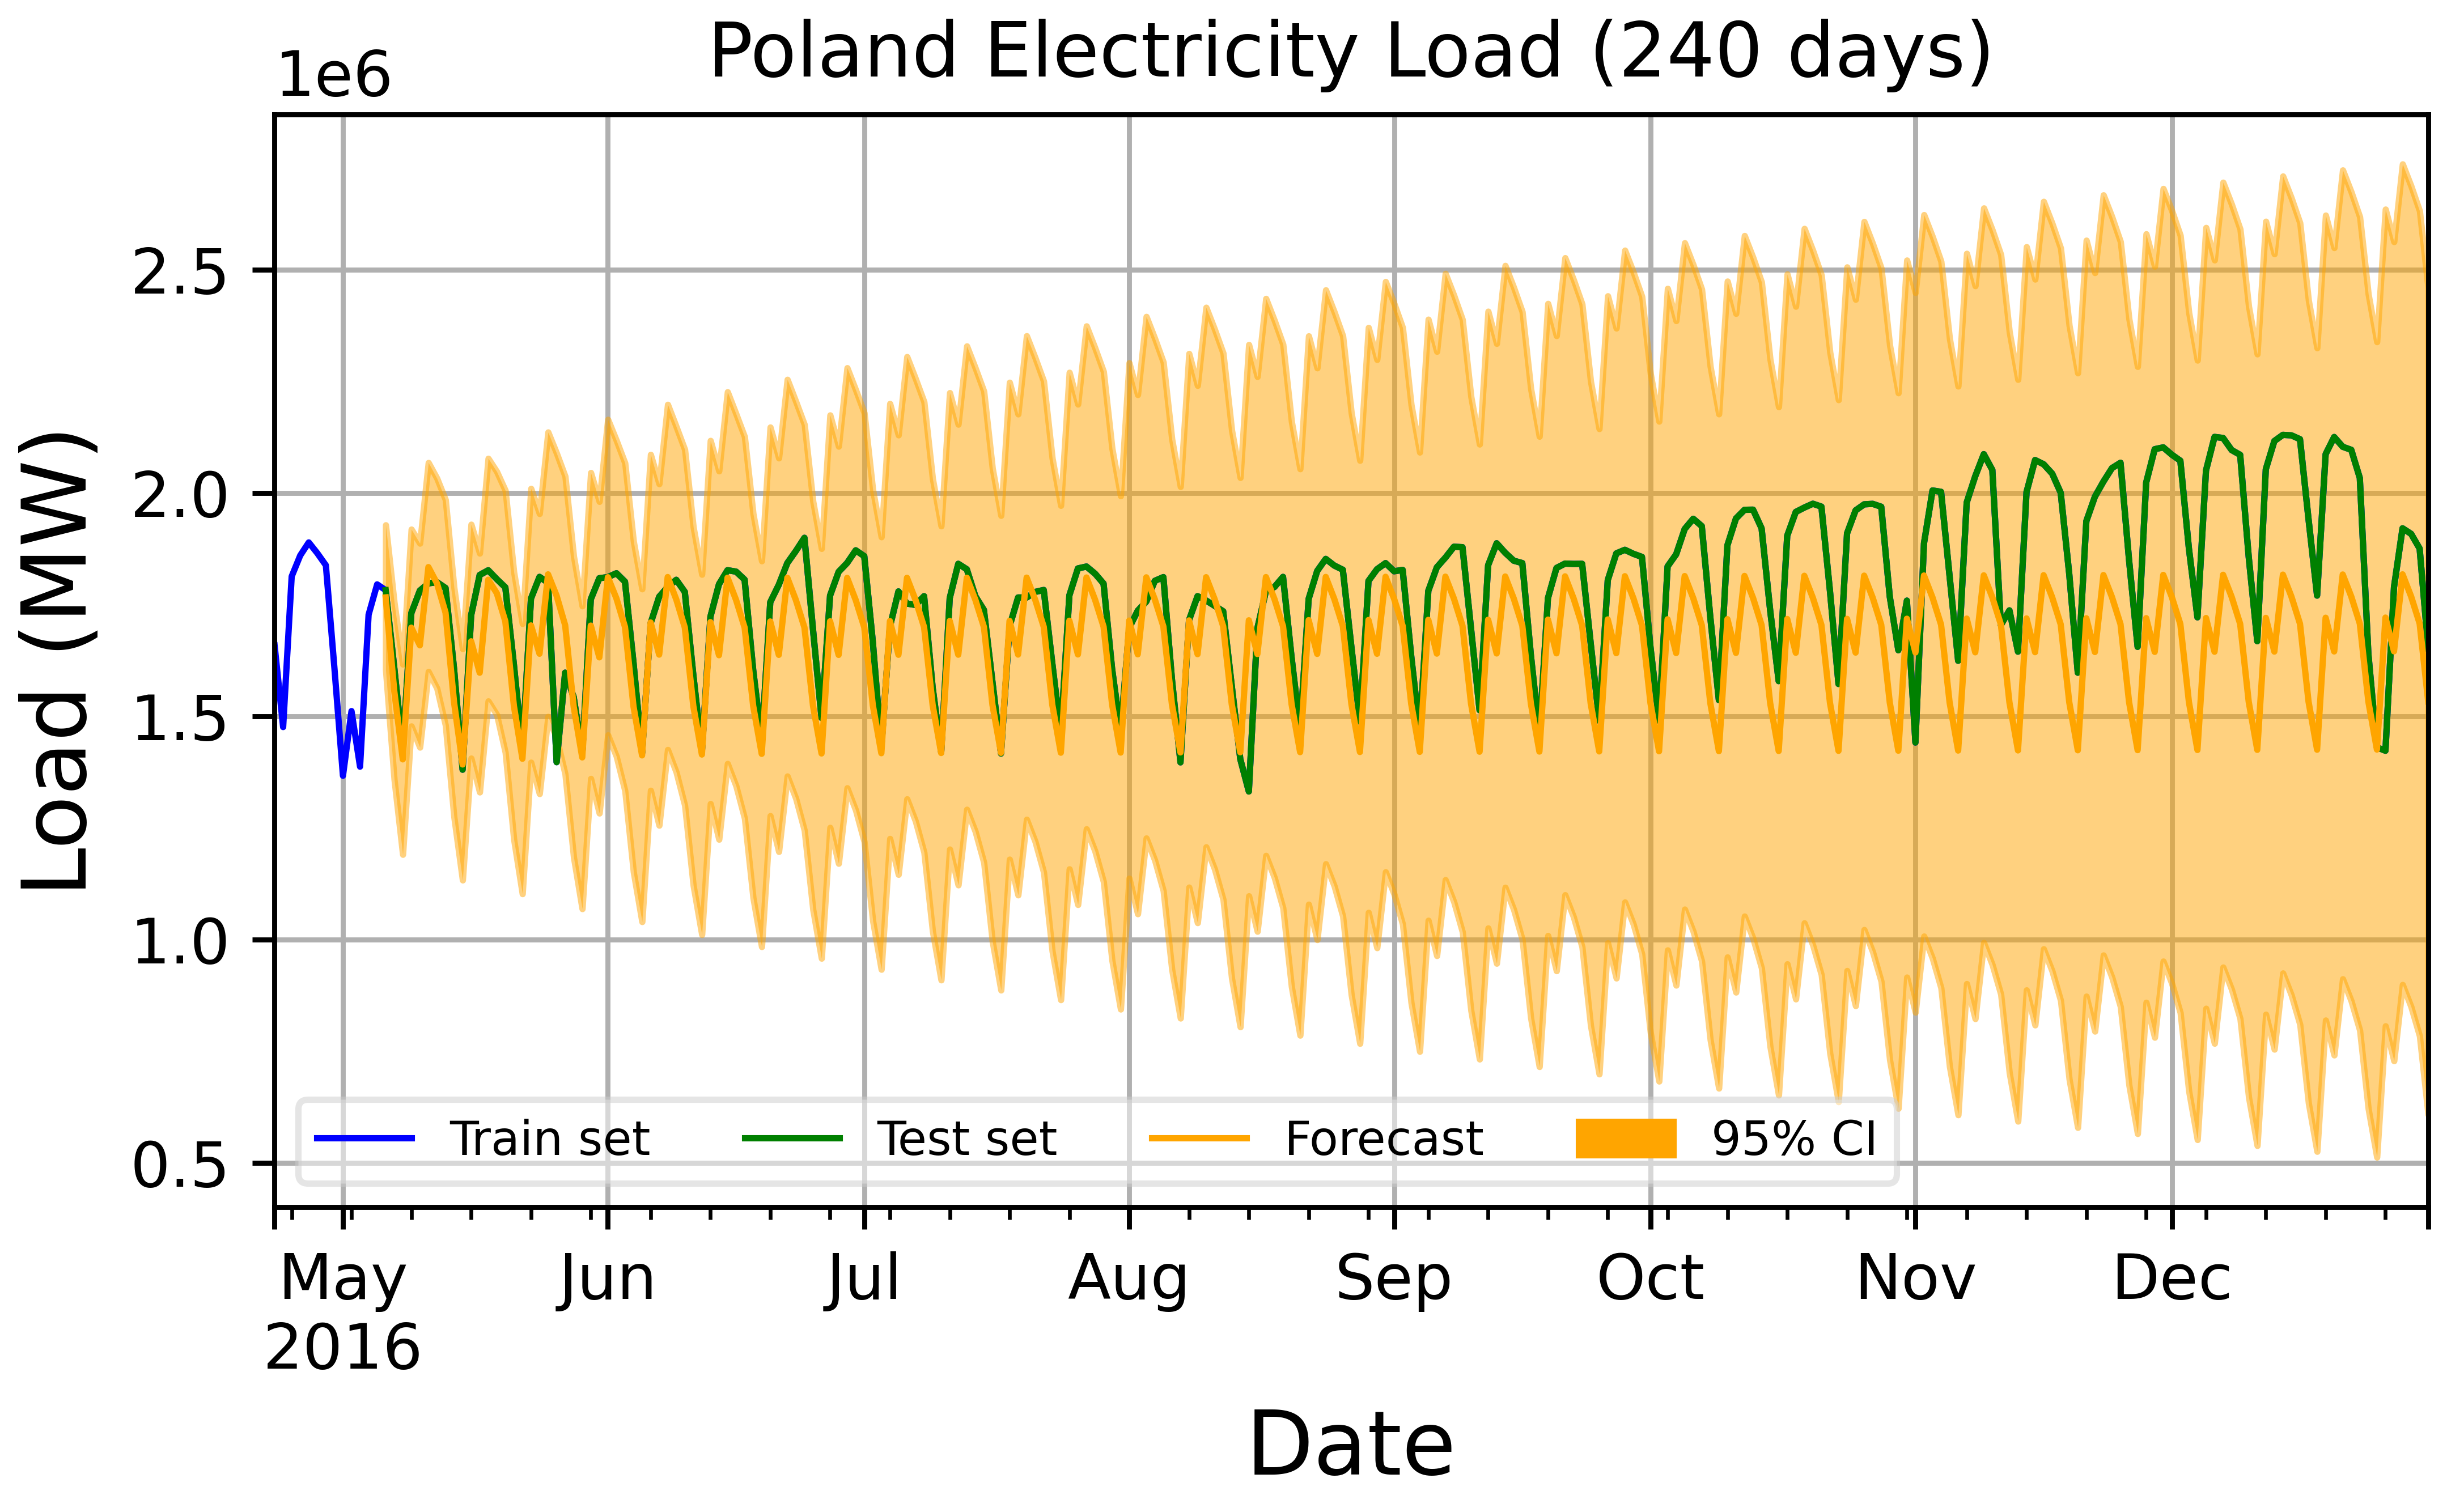 Poland Electricity Load (240 days)
1e6
2.5
2.0
1.5
1.0
0.5
Load (MW)
Train set
Test set
Forecast
95% CI
May
2016
Jun
Jul
Aug
Sep
Oct
Nov
Dec
Date